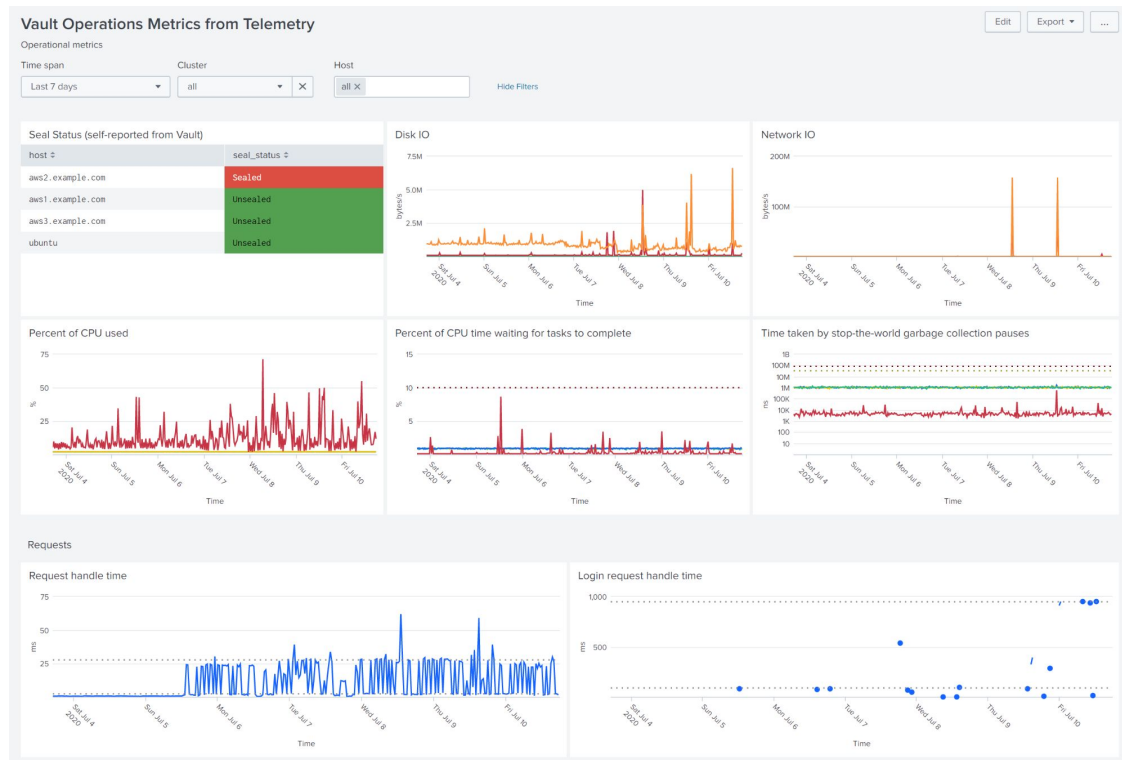 Vault Operations Metrics from Telemetry
Edit
Export
...
Operational metrics
Time span
Cluster
Host
Last 7 days
all
all ×
Hide Filters
Seal Status (self-reported from Vault)
host
seal_status
aws2.example.com
Sealed
aws1.example.com
Unsealed
aws3.example.com
Unsealed
ubuntu
Unsealed
Disk IO
7.5M
5.0M
2.5M
bytes/s
Sat Jul 4
2020
Sun Jul 5
Mon Jul 6
Tue Jul 7
Wed Jul 8
Thu Jul 9
Fri Jul 10
Time
Network IO
200M
100M
bytes/s
Sat Jul 4
2020
Sun Jul 5
Mon Jul 6
Tue Jul 7
Wed Jul 8
Thu Jul 9
Fri Jul 10
Time
Percent of CPU used
75
50
25
%
Sat Jul 4
2020
Sun Jul 5
Mon Jul 6
Tue Jul 7
Wed Jul 8
Thu Jul 9
Fri Jul 10
Time
Percent of CPU time waiting for tasks to complete
15
10
5
%
Sat Jul 4
2020
Sun Jul 5
Mon Jul 6
Tue Jul 7
Wed Jul 8
Thu Jul 9
Fri Jul 10
Time
Time taken by stop-the-world garbage collection pauses
1B
100M
10M
1M
100K
10K
1K
100
10
ns
Sat Jul 4
2020
Sun Jul 5
Mon Jul 6
Tue Jul 7
Wed Jul 8
Thu Jul 9
Fri Jul 10
Time
Requests
Request handle time
75
50
25
ms
Sat Jul 4
2020
Sun Jul 5
Mon Jul 6
Tue Jul 7
Wed Jul 8
Thu Jul 9
Fri Jul 10
Time
Login request handle time
1,000
500
ms
Sat Jul 4
2020
Sun Jul 5
Mon Jul 6
Tue Jul 7
Wed Jul 8
Thu Jul 9
Fri Jul 10
Time